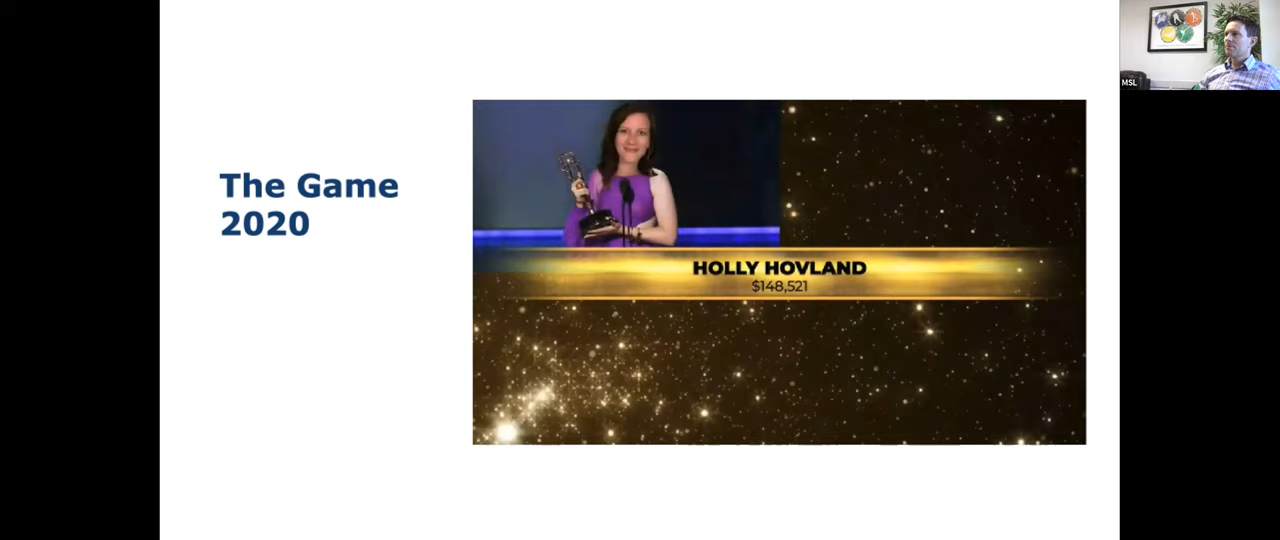 The Game
2020
HOLLY HOVLAND
$148,521
MSL